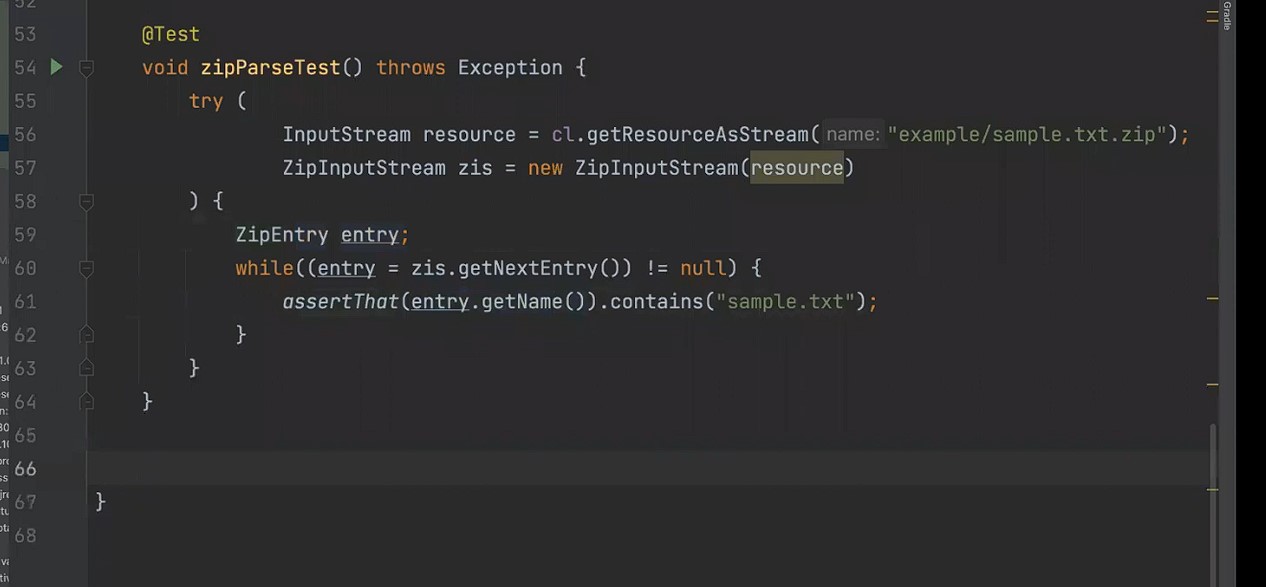 52
53 @Test
54 void zipParseTest() throws Exception {
55 try (
56 InputStream resource = cl.getResourceAsStream( name: "example/sample.txt.zip");
57 ZipInputStream zis = new ZipInputStream(resource)
58 ) {
59 ZipEntry entry;
60 while((entry = zis.getNextEntry()) != null) {
61 assertThat(entry.getName()).contains("sample.txt");
62 }
63 }
64 }
65
66
67 }
68
Gradle